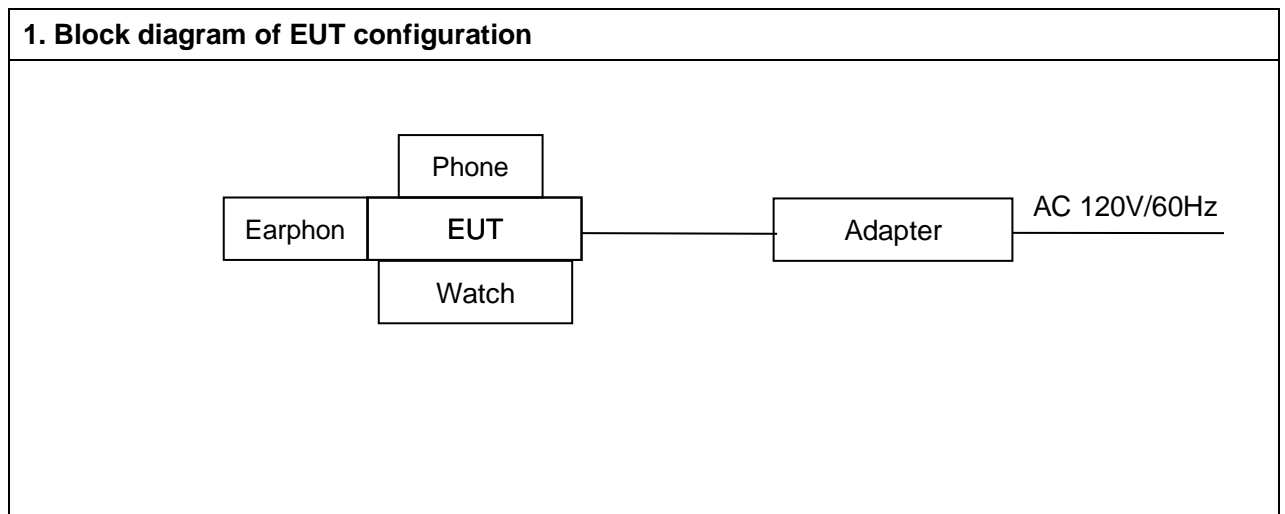 1. Block diagram of EUT configuration
Phone
Earphon
EUT
Adapter
AC 120V/60Hz
Watch